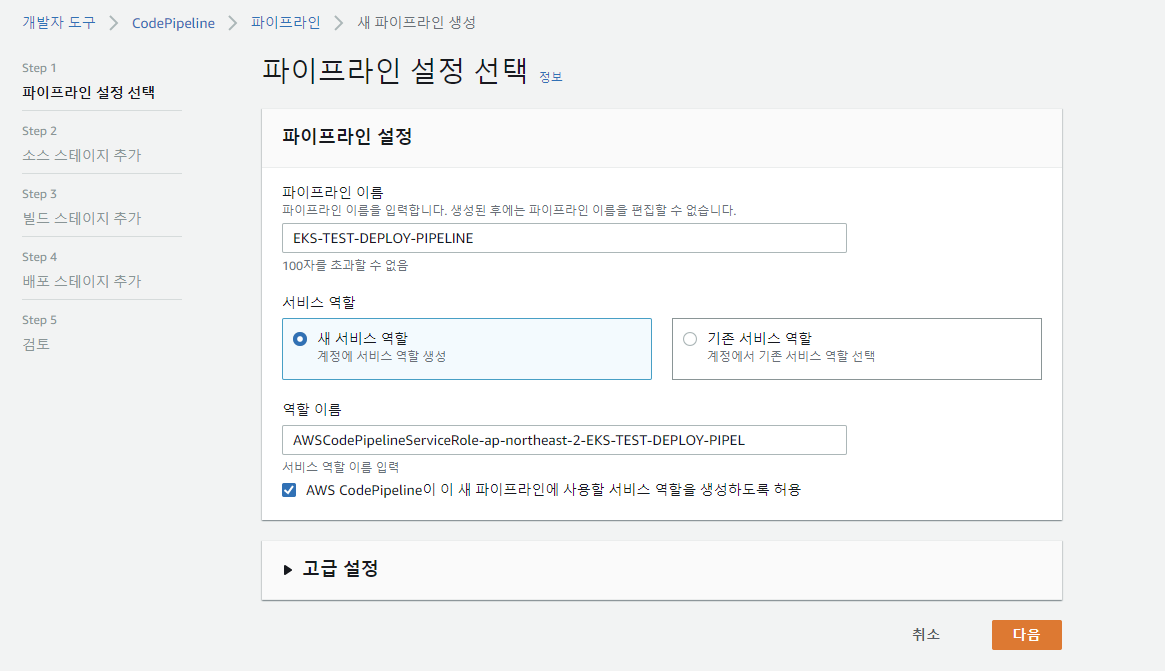 개발자 도구 > CodePipeline > 파이프라인 > 새 파이프라인 생성
Step 1
파이프라인 설정 선택
Step 2
소스 스테이지 추가
Step 3
빌드 스테이지 추가
Step 4
배포 스테이지 추가
Step 5
검토
파이프라인 설정 선택 정보
파이프라인 설정
파이프라인 이름
파이프라인 이름을 입력합니다. 생성된 후에는 파이프라인 이름을 편집할 수 없습니다.
EKS-TEST-DEPLOY-PIPELINE
100자를 초과할 수 없음
서비스 역할
새 서비스 역할
계정에 서비스 역할 생성
기존 서비스 역할
계정에서 기존 서비스 역할 선택
역할 이름
AWSCodePipelineServiceRole-ap-northeast-2-EKS-TEST-DEPLOY-PIPEL
서비스 역할 이름 입력
AWS CodePipeline이 이 새 파이프라인에 사용할 서비스 역할을 생성하도록 허용
고급 설정
취소
다음